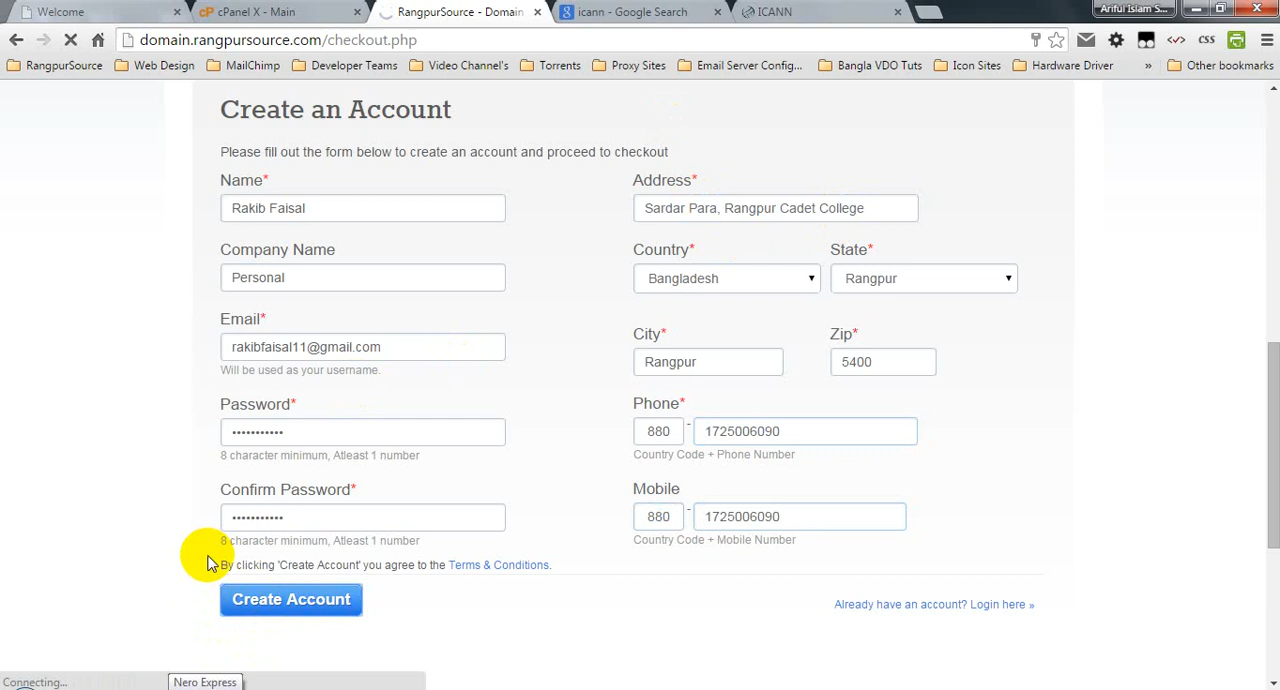 Welcome
cP cPanel X - Main
RangpurSource - Domain
icann - Google Search
ICANN
Ariful Islam S...
domain.rangpursource.com/checkout.php
CSS
RangpurSource
Web Design
MailChimp
Developer Teams
Video Channel's
Torrents
Proxy Sites
Email Server Config...
Bangla VDO Tuts
Icon Sites
Hardware Driver
»
Other bookmarks
Create an Account
Please fill out the form below to create an account and proceed to checkout
Name*
Rakib Faisal
Company Name
Personal
Email*
rakibfaisal11@gmail.com
Will be used as your username.
Password*
•••••••••••
8 character minimum, Atleast 1 number
Confirm Password*
•••••••••••
8 character minimum, Atleast 1 number
Address*
Sardar Para, Rangpur Cadet College
Country*
State*
Bangladesh
Rangpur
City*
Zip*
Rangpur
5400
Phone*
880 - 1725006090
Country Code + Phone Number
Mobile
880 - 1725006090
Country Code + Mobile Number
By clicking 'Create Account' you agree to the Terms & Conditions.
Create Account
Already have an account? Login here »
Connecting...
Nero Express